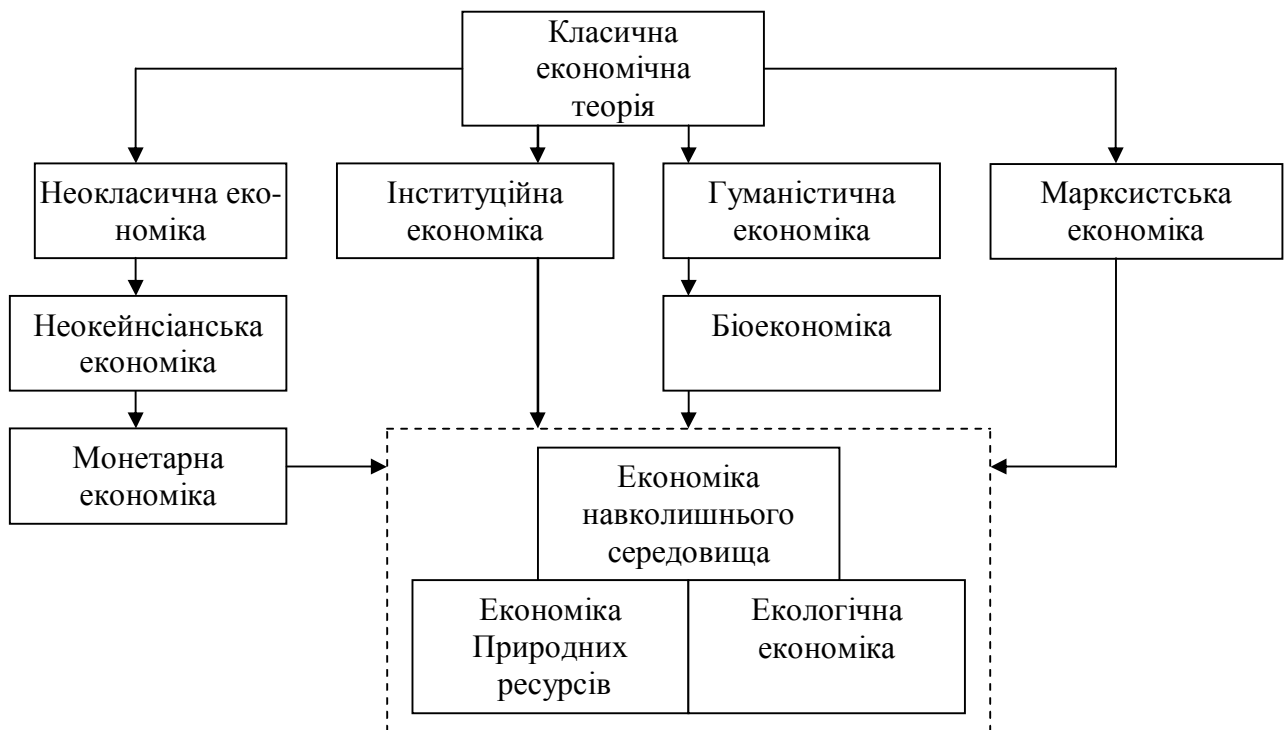 Класична
економічна
теорія
Неокласична еко-
номіка
Інституційна
економіка
Гуманістична
економіка
Марксистська
економіка
Неокейнсіанська
економіка
Біоекономіка
Монетарна
економіка
Економіка
навколишнього
середовища
Економіка
Природних
ресурсів
Екологічна
економіка